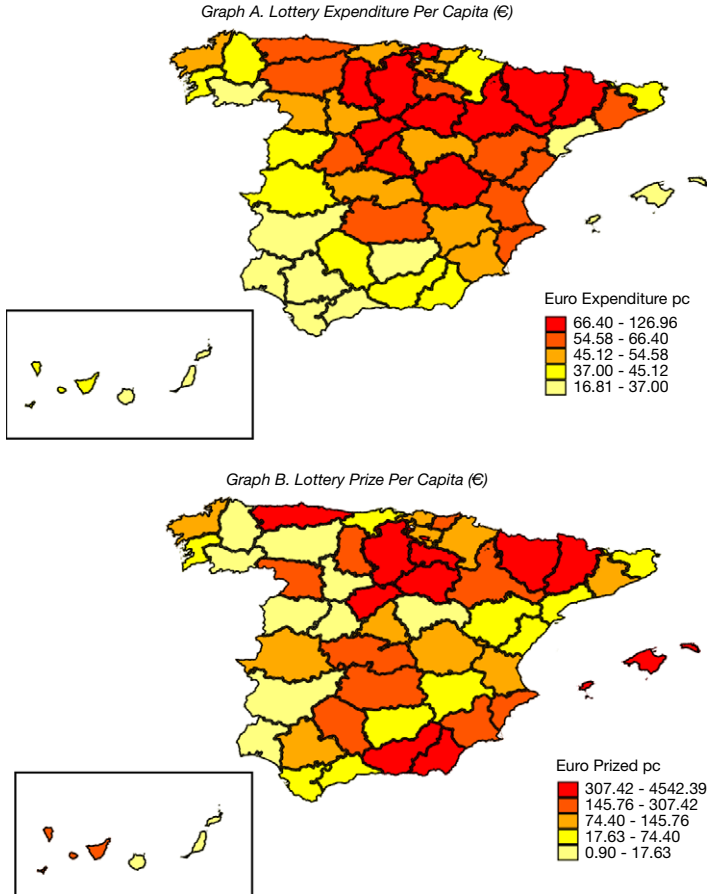 Graph A. Lottery Expenditure Per Capita (€)
Euro Expenditure pc
66.40 - 126.96
54.58 - 66.40
45.12 - 54.58
37.00 - 45.12
16.81 - 37.00
Graph B. Lottery Prize Per Capita (€)
Euro Prized pc
307.42 - 4542.39
145.76 - 307.42
74.40 - 145.76
17.63 - 74.40
0.90 - 17.63